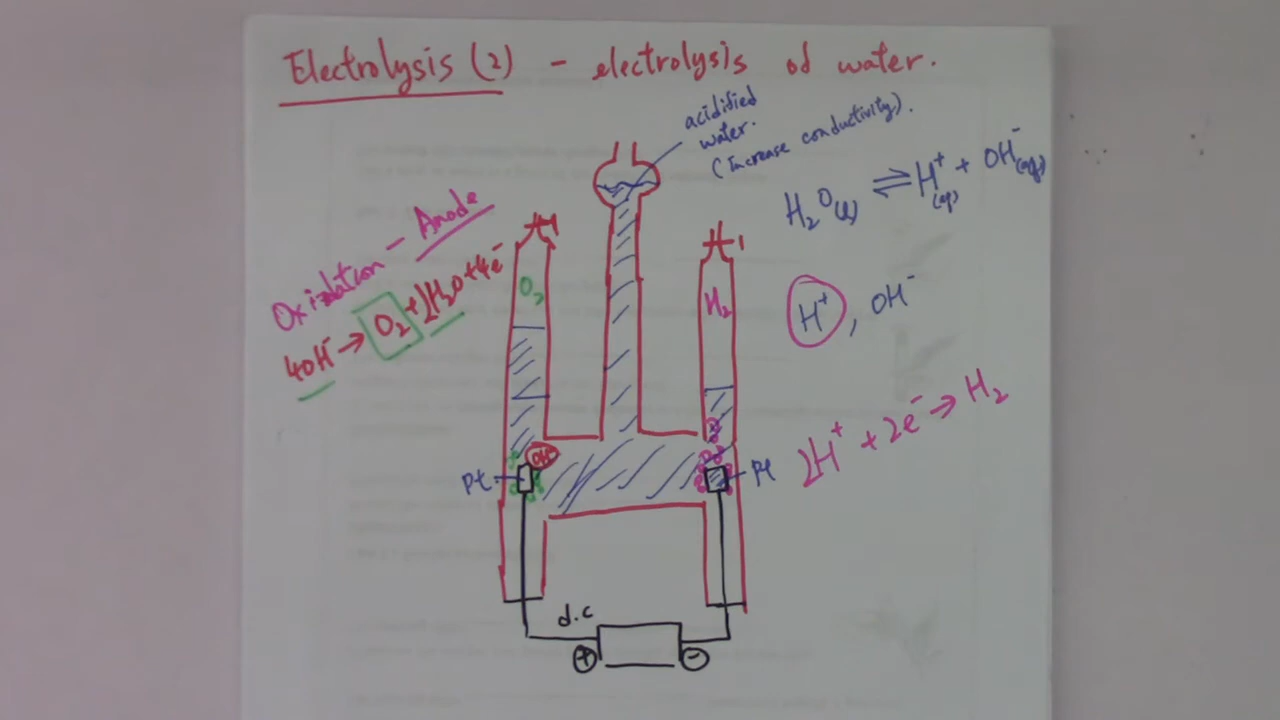 Electrolysis (2) - electrolysis od water.
acidified
water.
(Increase conductivity).
H₂O(l) ⇌ H⁺(aq) + OH⁻(aq)
Oxidation - Anode
4OH⁻ → O₂ + 2H₂O + 4e⁻
O₂
H₂
H⁺, OH⁻
2H⁺ + 2e⁻ → H₂
OH⁻
Pt
Pt
d.c
+
-